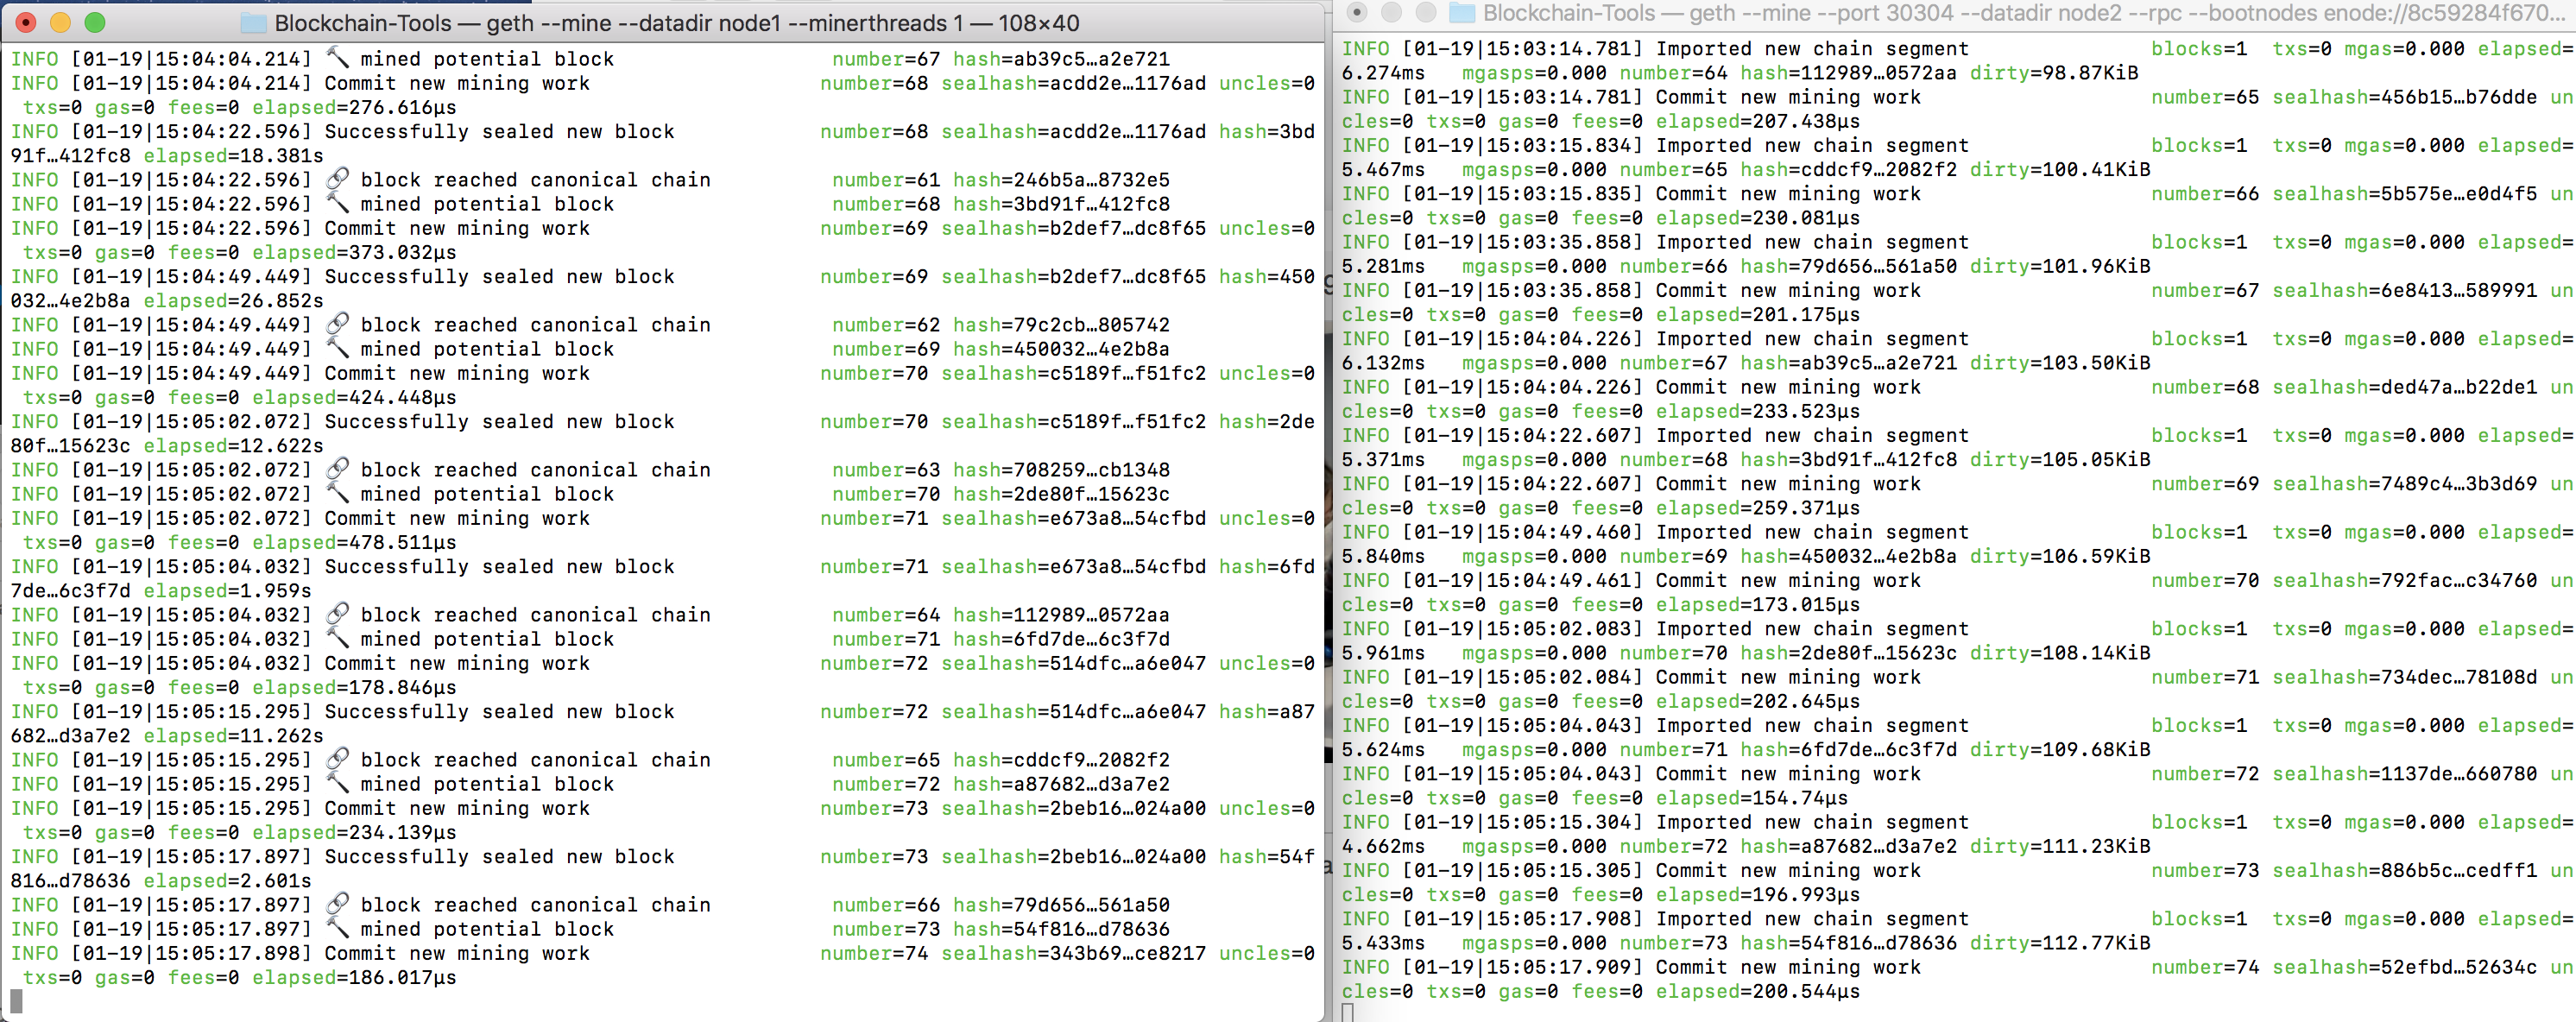 Blockchain-Tools — geth --mine --datadir node1 --minerthreads 1 — 108×40
INFO [01-19|15:04:04.214] 🔨 mined potential block number=67 hash=ab39c5…a2e721
INFO [01-19|15:04:04.214] Commit new mining work number=68 sealhash=acdd2e…1176ad uncles=0
txs=0 gas=0 fees=0 elapsed=276.616µs
INFO [01-19|15:04:22.596] Successfully sealed new block number=68 sealhash=acdd2e…1176ad hash=3bd
91f…412fc8 elapsed=18.381s
INFO [01-19|15:04:22.596] 🔗 block reached canonical chain number=61 hash=246b5a…8732e5
INFO [01-19|15:04:22.596] 🔨 mined potential block number=68 hash=3bd91f…412fc8
INFO [01-19|15:04:22.596] Commit new mining work number=69 sealhash=b2def7…dc8f65 uncles=0
txs=0 gas=0 fees=0 elapsed=373.032µs
INFO [01-19|15:04:49.449] Successfully sealed new block number=69 sealhash=b2def7…dc8f65 hash=450
032…4e2b8a elapsed=26.852s
INFO [01-19|15:04:49.449] 🔗 block reached canonical chain number=62 hash=79c2cb…805742
INFO [01-19|15:04:49.449] 🔨 mined potential block number=69 hash=450032…4e2b8a
INFO [01-19|15:04:49.449] Commit new mining work number=70 sealhash=c5189f…f51fc2 uncles=0
txs=0 gas=0 fees=0 elapsed=424.448µs
INFO [01-19|15:05:02.072] Successfully sealed new block number=70 sealhash=c5189f…f51fc2 hash=2de
80f…15623c elapsed=12.622s
INFO [01-19|15:05:02.072] 🔗 block reached canonical chain number=63 hash=708259…cb1348
INFO [01-19|15:05:02.072] 🔨 mined potential block number=70 hash=2de80f…15623c
INFO [01-19|15:05:02.072] Commit new mining work number=71 sealhash=e673a8…54cfbd uncles=0
txs=0 gas=0 fees=0 elapsed=478.511µs
INFO [01-19|15:05:04.032] Successfully sealed new block number=71 sealhash=e673a8…54cfbd hash=6fd
7de…6c3f7d elapsed=1.959s
INFO [01-19|15:05:04.032] 🔗 block reached canonical chain number=64 hash=112989…0572aa
INFO [01-19|15:05:04.032] 🔨 mined potential block number=71 hash=6fd7de…6c3f7d
INFO [01-19|15:05:04.032] Commit new mining work number=72 sealhash=514dfc…a6e047 uncles=0
txs=0 gas=0 fees=0 elapsed=178.846µs
INFO [01-19|15:05:15.295] Successfully sealed new block number=72 sealhash=514dfc…a6e047 hash=a87
682…d3a7e2 elapsed=11.262s
INFO [01-19|15:05:15.295] 🔗 block reached canonical chain number=65 hash=cddcf9…2082f2
INFO [01-19|15:05:15.295] 🔨 mined potential block number=72 hash=a87682…d3a7e2
INFO [01-19|15:05:15.295] Commit new mining work number=73 sealhash=2beb16…024a00 uncles=0
txs=0 gas=0 fees=0 elapsed=234.139µs
INFO [01-19|15:05:17.897] Successfully sealed new block number=73 sealhash=2beb16…024a00 hash=54f
816…d78636 elapsed=2.601s
INFO [01-19|15:05:17.897] 🔗 block reached canonical chain number=66 hash=79d656…561a50
INFO [01-19|15:05:17.897] 🔨 mined potential block number=73 hash=54f816…d78636
INFO [01-19|15:05:17.898] Commit new mining work number=74 sealhash=343b69…ce8217 uncles=0
txs=0 gas=0 fees=0 elapsed=186.017µs
Blockchain-Tools — geth --mine --port 30304 --datadir node2 --rpc --bootnodes enode://8c59284f670...
INFO [01-19|15:03:14.781] Imported new chain segment blocks=1 txs=0 mgas=0.000 elapsed=
6.274ms mgasps=0.000 number=64 hash=112989…0572aa dirty=98.87KiB
INFO [01-19|15:03:14.781] Commit new mining work number=65 sealhash=456b15…b76dde un
cles=0 txs=0 gas=0 fees=0 elapsed=207.438µs
INFO [01-19|15:03:15.834] Imported new chain segment blocks=1 txs=0 mgas=0.000 elapsed=
5.467ms mgasps=0.000 number=65 hash=cddcf9…2082f2 dirty=100.41KiB
INFO [01-19|15:03:15.835] Commit new mining work number=66 sealhash=5b575e…e0d4f5 un
cles=0 txs=0 gas=0 fees=0 elapsed=230.081µs
INFO [01-19|15:03:35.858] Imported new chain segment blocks=1 txs=0 mgas=0.000 elapsed=
5.281ms mgasps=0.000 number=66 hash=79d656…561a50 dirty=101.96KiB
INFO [01-19|15:03:35.858] Commit new mining work number=67 sealhash=6e8413…589991 un
cles=0 txs=0 gas=0 fees=0 elapsed=201.175µs
INFO [01-19|15:04:04.226] Imported new chain segment blocks=1 txs=0 mgas=0.000 elapsed=
6.132ms mgasps=0.000 number=67 hash=ab39c5…a2e721 dirty=103.50KiB
INFO [01-19|15:04:04.226] Commit new mining work number=68 sealhash=ded47a…b22de1 un
cles=0 txs=0 gas=0 fees=0 elapsed=233.523µs
INFO [01-19|15:04:22.607] Imported new chain segment blocks=1 txs=0 mgas=0.000 elapsed=
5.371ms mgasps=0.000 number=68 hash=3bd91f…412fc8 dirty=105.05KiB
INFO [01-19|15:04:22.607] Commit new mining work number=69 sealhash=7489c4…3b3d69 un
cles=0 txs=0 gas=0 fees=0 elapsed=259.371µs
INFO [01-19|15:04:49.460] Imported new chain segment blocks=1 txs=0 mgas=0.000 elapsed=
5.840ms mgasps=0.000 number=69 hash=450032…4e2b8a dirty=106.59KiB
INFO [01-19|15:04:49.461] Commit new mining work number=70 sealhash=792fac…c34760 un
cles=0 txs=0 gas=0 fees=0 elapsed=173.015µs
INFO [01-19|15:05:02.083] Imported new chain segment blocks=1 txs=0 mgas=0.000 elapsed=
5.961ms mgasps=0.000 number=70 hash=2de80f…15623c dirty=108.14KiB
INFO [01-19|15:05:02.084] Commit new mining work number=71 sealhash=734dec…78108d un
cles=0 txs=0 gas=0 fees=0 elapsed=202.645µs
INFO [01-19|15:05:04.043] Imported new chain segment blocks=1 txs=0 mgas=0.000 elapsed=
5.624ms mgasps=0.000 number=71 hash=6fd7de…6c3f7d dirty=109.68KiB
INFO [01-19|15:05:04.043] Commit new mining work number=72 sealhash=1137de…660780 un
cles=0 txs=0 gas=0 fees=0 elapsed=154.74µs
INFO [01-19|15:05:15.304] Imported new chain segment blocks=1 txs=0 mgas=0.000 elapsed=
4.662ms mgasps=0.000 number=72 hash=a87682…d3a7e2 dirty=111.23KiB
INFO [01-19|15:05:15.305] Commit new mining work number=73 sealhash=886b5c…cedff1 un
cles=0 txs=0 gas=0 fees=0 elapsed=196.993µs
INFO [01-19|15:05:17.908] Imported new chain segment blocks=1 txs=0 mgas=0.000 elapsed=
5.433ms mgasps=0.000 number=73 hash=54f816…d78636 dirty=112.77KiB
INFO [01-19|15:05:17.909] Commit new mining work number=74 sealhash=52efbd…52634c un
cles=0 txs=0 gas=0 fees=0 elapsed=200.544µs